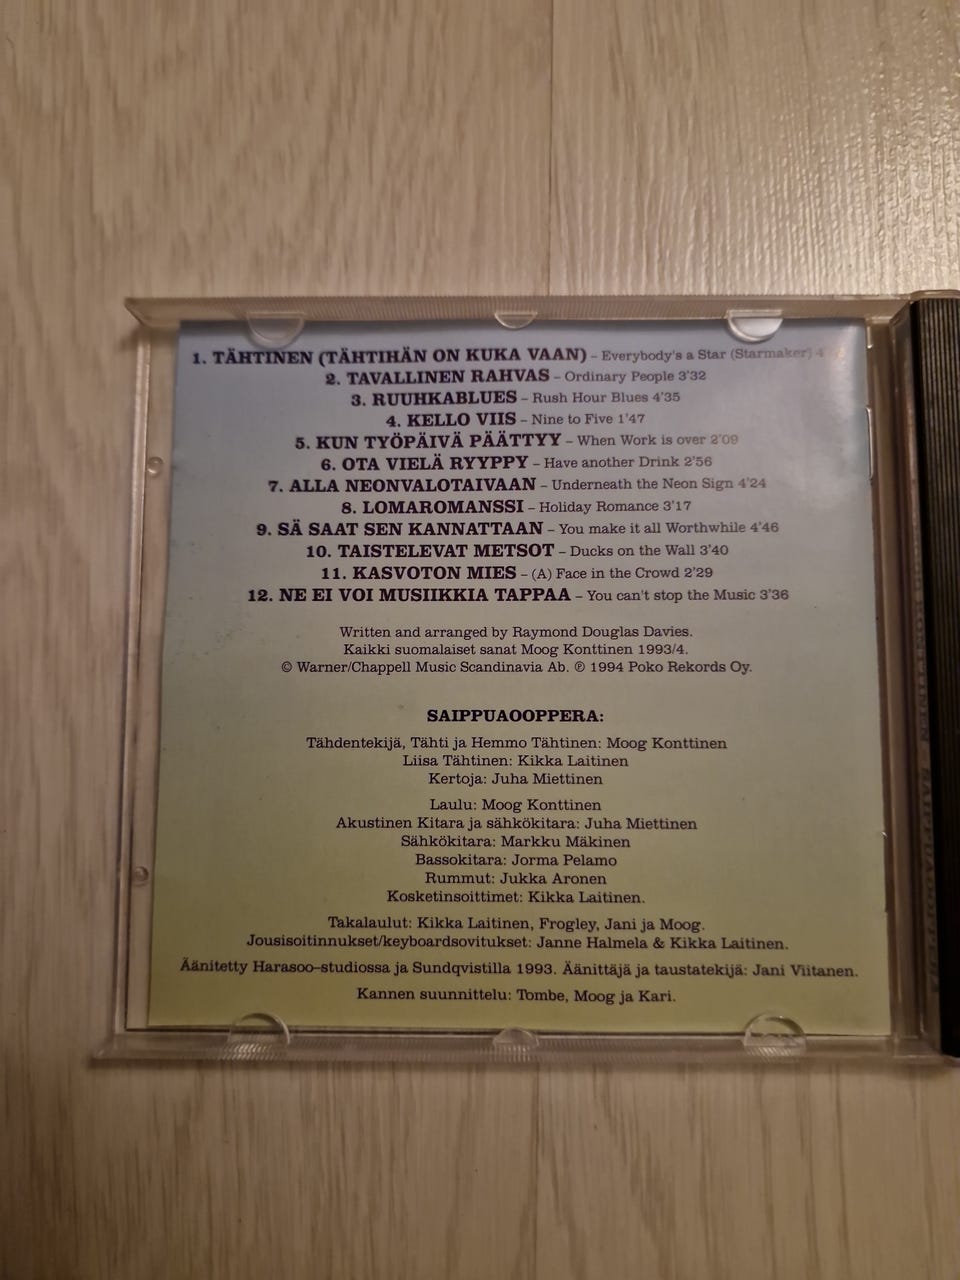 1. TÄHTINEN (TÄHTIHÄN ON KUKA VAAN) – Everybody's a Star (Starmaker)
2. TAVALLINEN RAHVAS – Ordinary People 3'32
3. RUUHKABLUES – Rush Hour Blues 4'35
4. KELLO VIIS – Nine to Five 1'47
5. KUN TYÖPÄIVÄ PÄÄTTYY – When Work is over 2'09
6. OTA VIELÄ RYYPPY – Have another Drink 2'56
7. ALLA NEONVALOTAIVAAN – Underneath the Neon Sign 4'24
8. LOMAROMANSSI – Holiday Romance 3'17
9. SÄ SAAT SEN KANNATTAAN – You make it all Worthwhile 4'46
10. TAISTELEVAT METSOT – Ducks on the Wall 3'40
11. KASVOTON MIES – (A) Face in the Crowd 2'29
12. NE EI VOI MUSIIKKIA TAPPAA – You can't stop the Music 3'36
Written and arranged by Raymond Douglas Davies.
Kaikki suomalaiset sanat Moog Konttinen 1993/4.
© Warner/Chappell Music Scandinavia Ab. ℗ 1994 Poko Rekords Oy.
SAIPPUAOOPPERA:
Tähdentekijä, Tähti ja Hemmo Tähtinen: Moog Konttinen
Liisa Tähtinen: Kikka Laitinen
Kertoja: Juha Miettinen
Laulu: Moog Konttinen
Akustinen Kitara ja sähkökitara: Juha Miettinen
Sähkökitara: Markku Mäkinen
Bassokitara: Jorma Pelamo
Rummut: Jukka Aronen
Kosketinsoittimet: Kikka Laitinen.
Takalaulut: Kikka Laitinen, Frogley, Jani ja Moog.
Jousisoitinnukset/keyboardsovitukset: Janne Halmela & Kikka Laitinen.
Äänitetty Harasoo–studiossa ja Sundqvistilla 1993. Äänittäjä ja taustatekijä: Jani Viitanen.
Kannen suunnittelu: Tombe, Moog ja Kari.